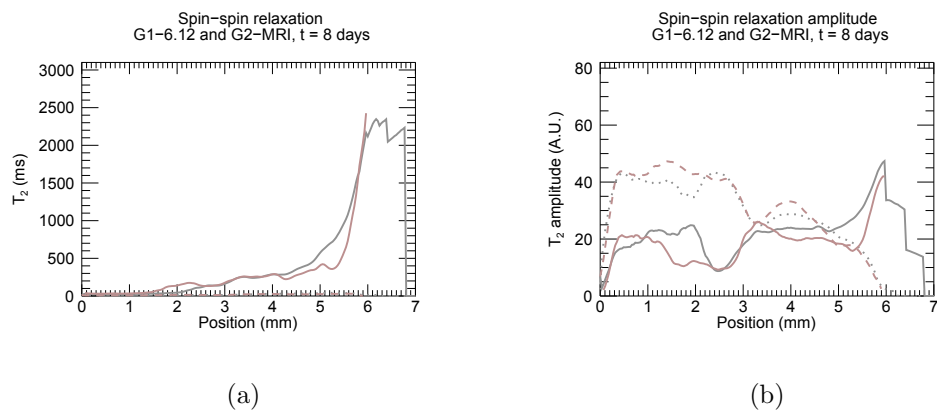 Spin−spin relaxation
G1−6.12 and G2−MRI, t = 8 days
3000
2500
2000
1500
1000
500
0
T2 (ms)
0 1 2 3 4 5 6 7
Position (mm)
(a)
Spin−spin relaxation amplitude
G1−6.12 and G2−MRI, t = 8 days
80
60
40
20
0
T2 amplitude (A.U.)
0 1 2 3 4 5 6 7
Position (mm)
(b)